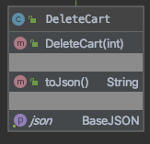 C DeleteCart
m DeleteCart(int)
m toJson() String
p json BaseJSON